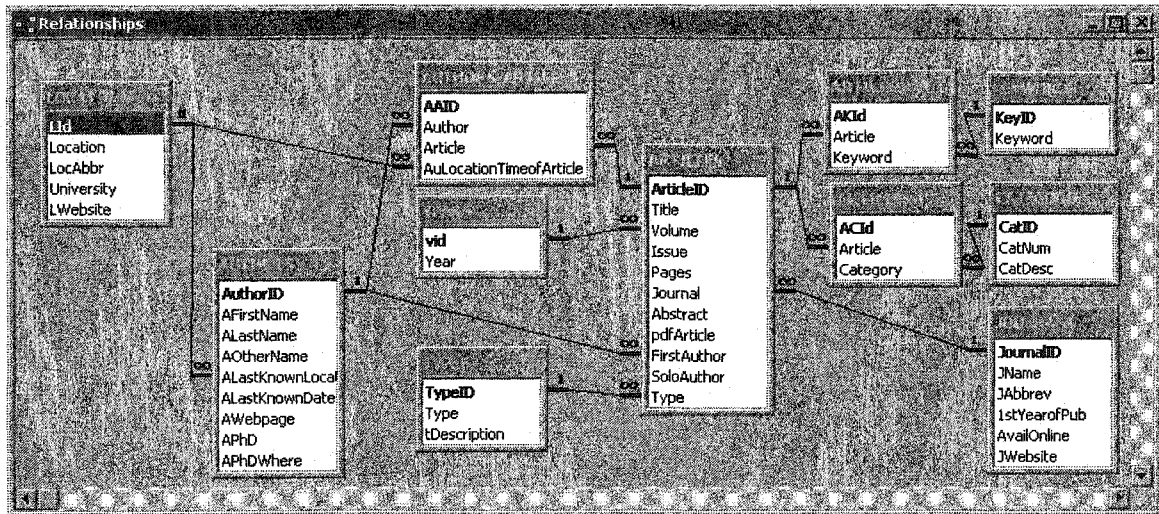 Relationships
LId
Location
LocAbbr
University
LWebsite
AuthorID
AFirstName
ALastName
AOtherName
ALastKnownLocal
ALastKnownDate
AWebpage
APhD
APhDWhere
AAID
Author
Article
AuLocationTimeofArticle
vid
Year
TypeID
Type
tDescription
ArticleID
Title
Volume
Issue
Pages
Journal
Abstract
pdfArticle
FirstAuthor
SoloAuthor
Type
AKId
Article
Keyword
ACId
Article
Category
KeyID
Keyword
CatID
CatNum
CatDesc
JournalID
JName
JAbbrev
1stYearofPub
AvailOnline
JWebsite